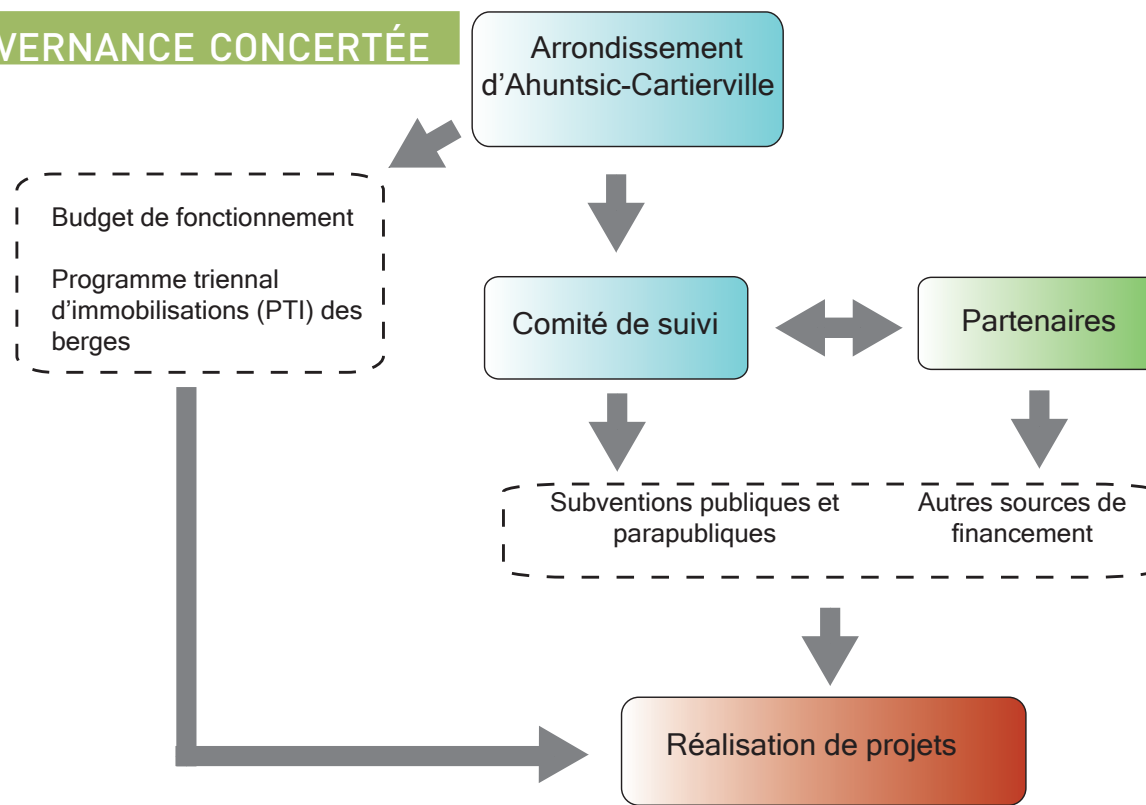 VERNANCE CONCERTÉE
Arrondissement
d'Ahuntsic-Cartierville
Budget de fonctionnement
Programme triennal
d'immobilisations (PTI) des
berges
Comité de suivi
Partenaires
Subventions publiques et
parapubliques
Autres sources de
financement
Réalisation de projets